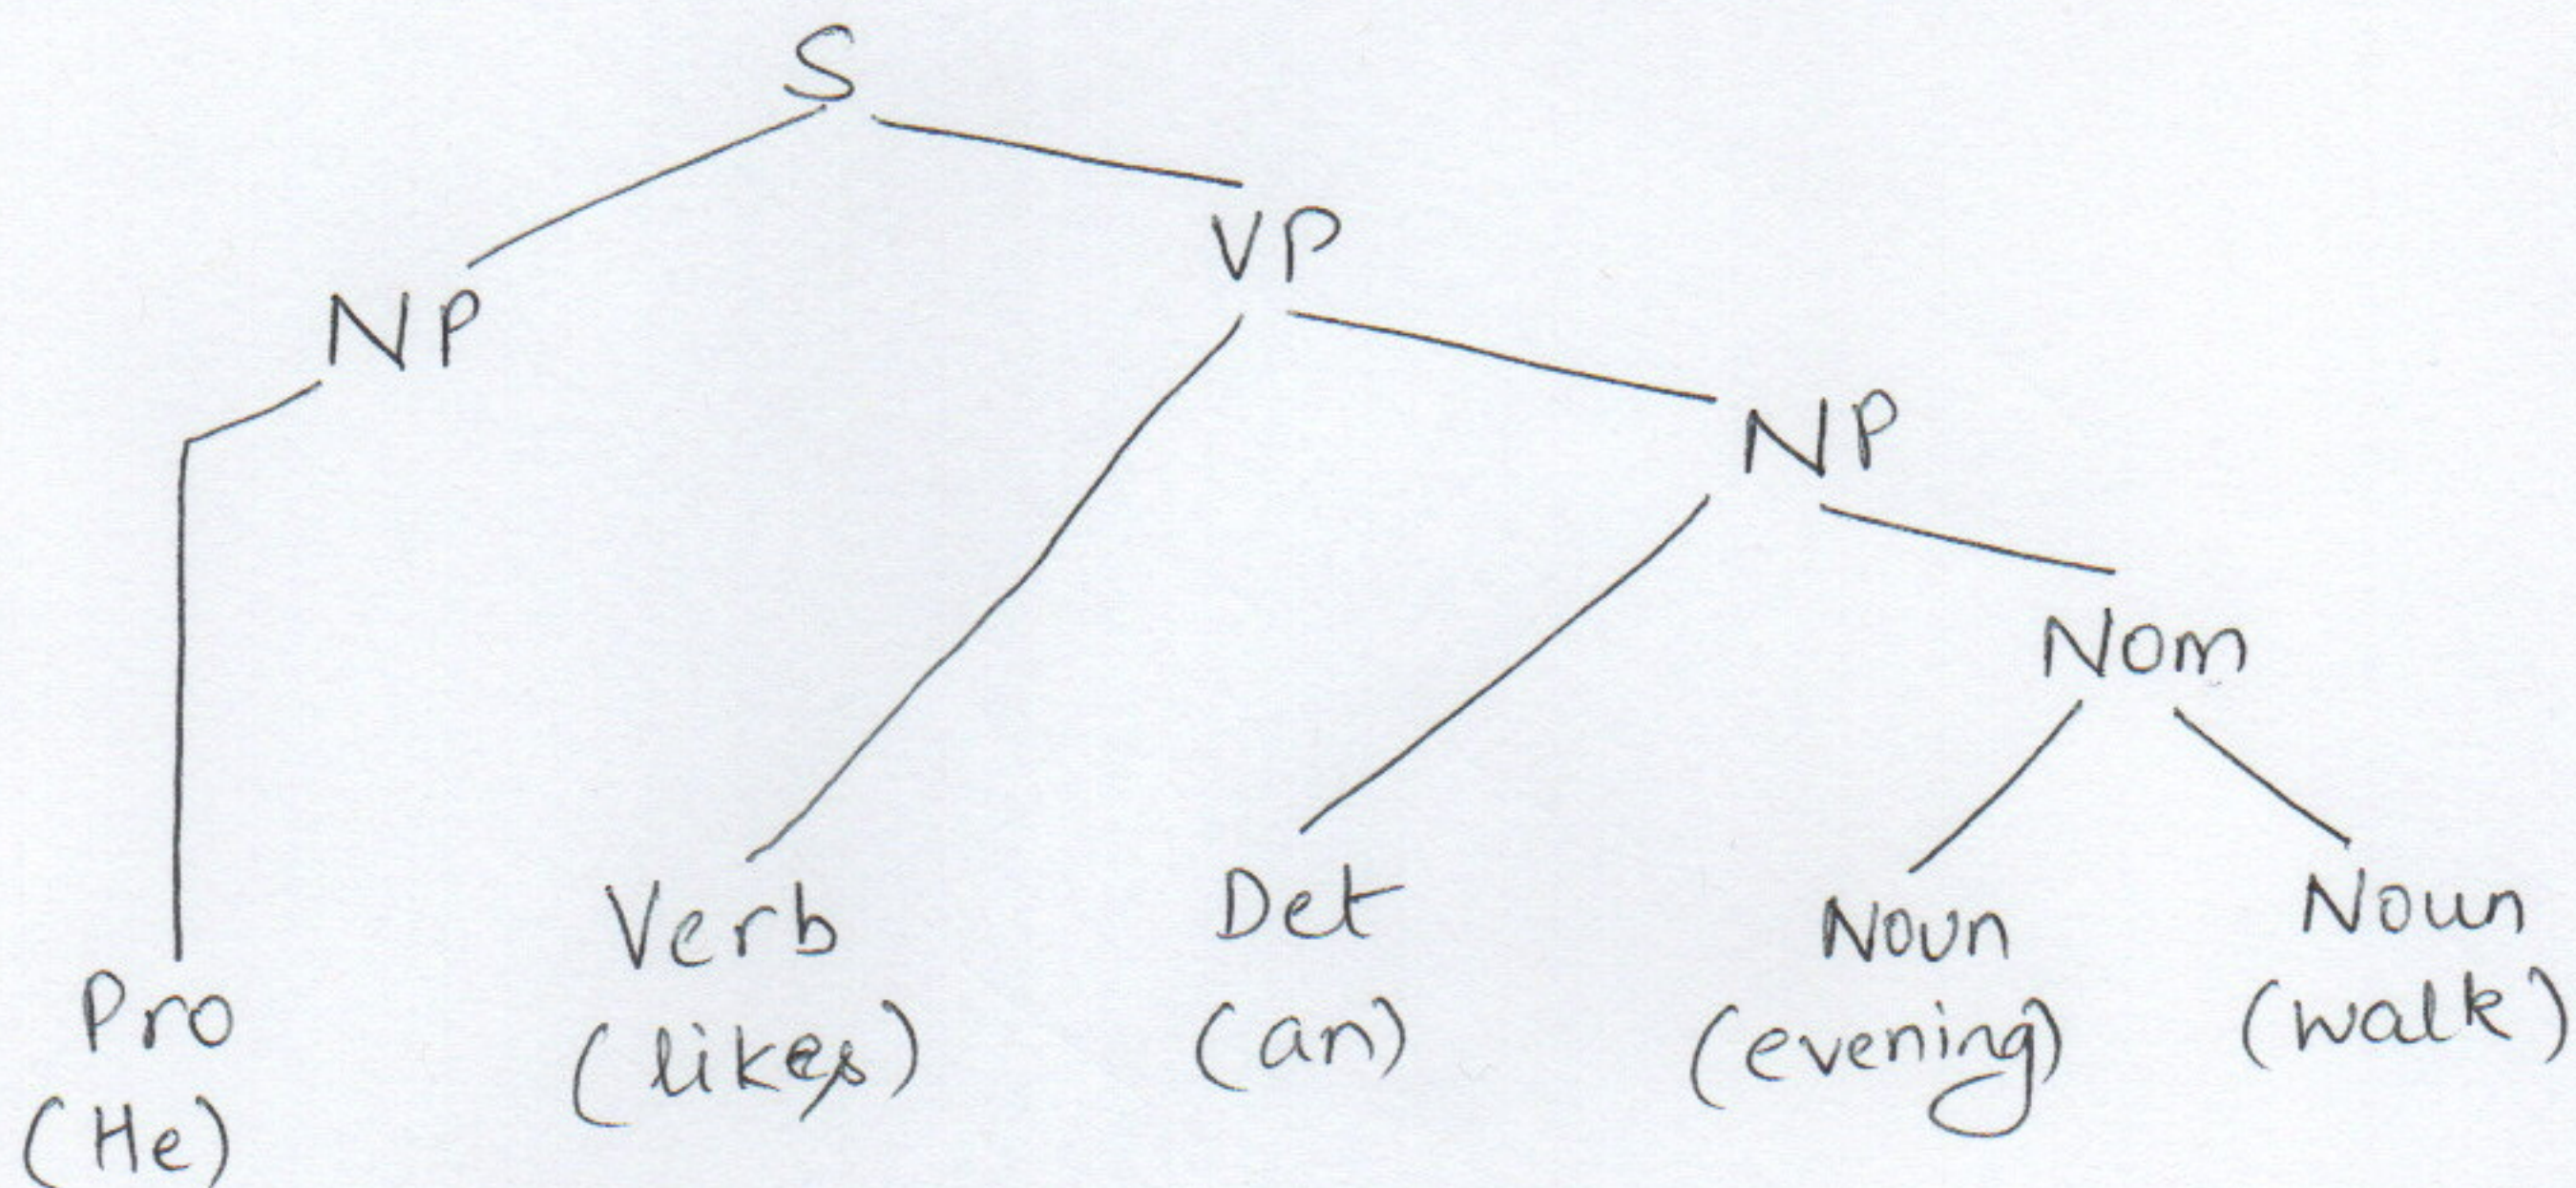 S
VP
NP
NP
Nom
Verb Det Noun Noun
Pro (likes) (an) (evening) (walk)
(He)